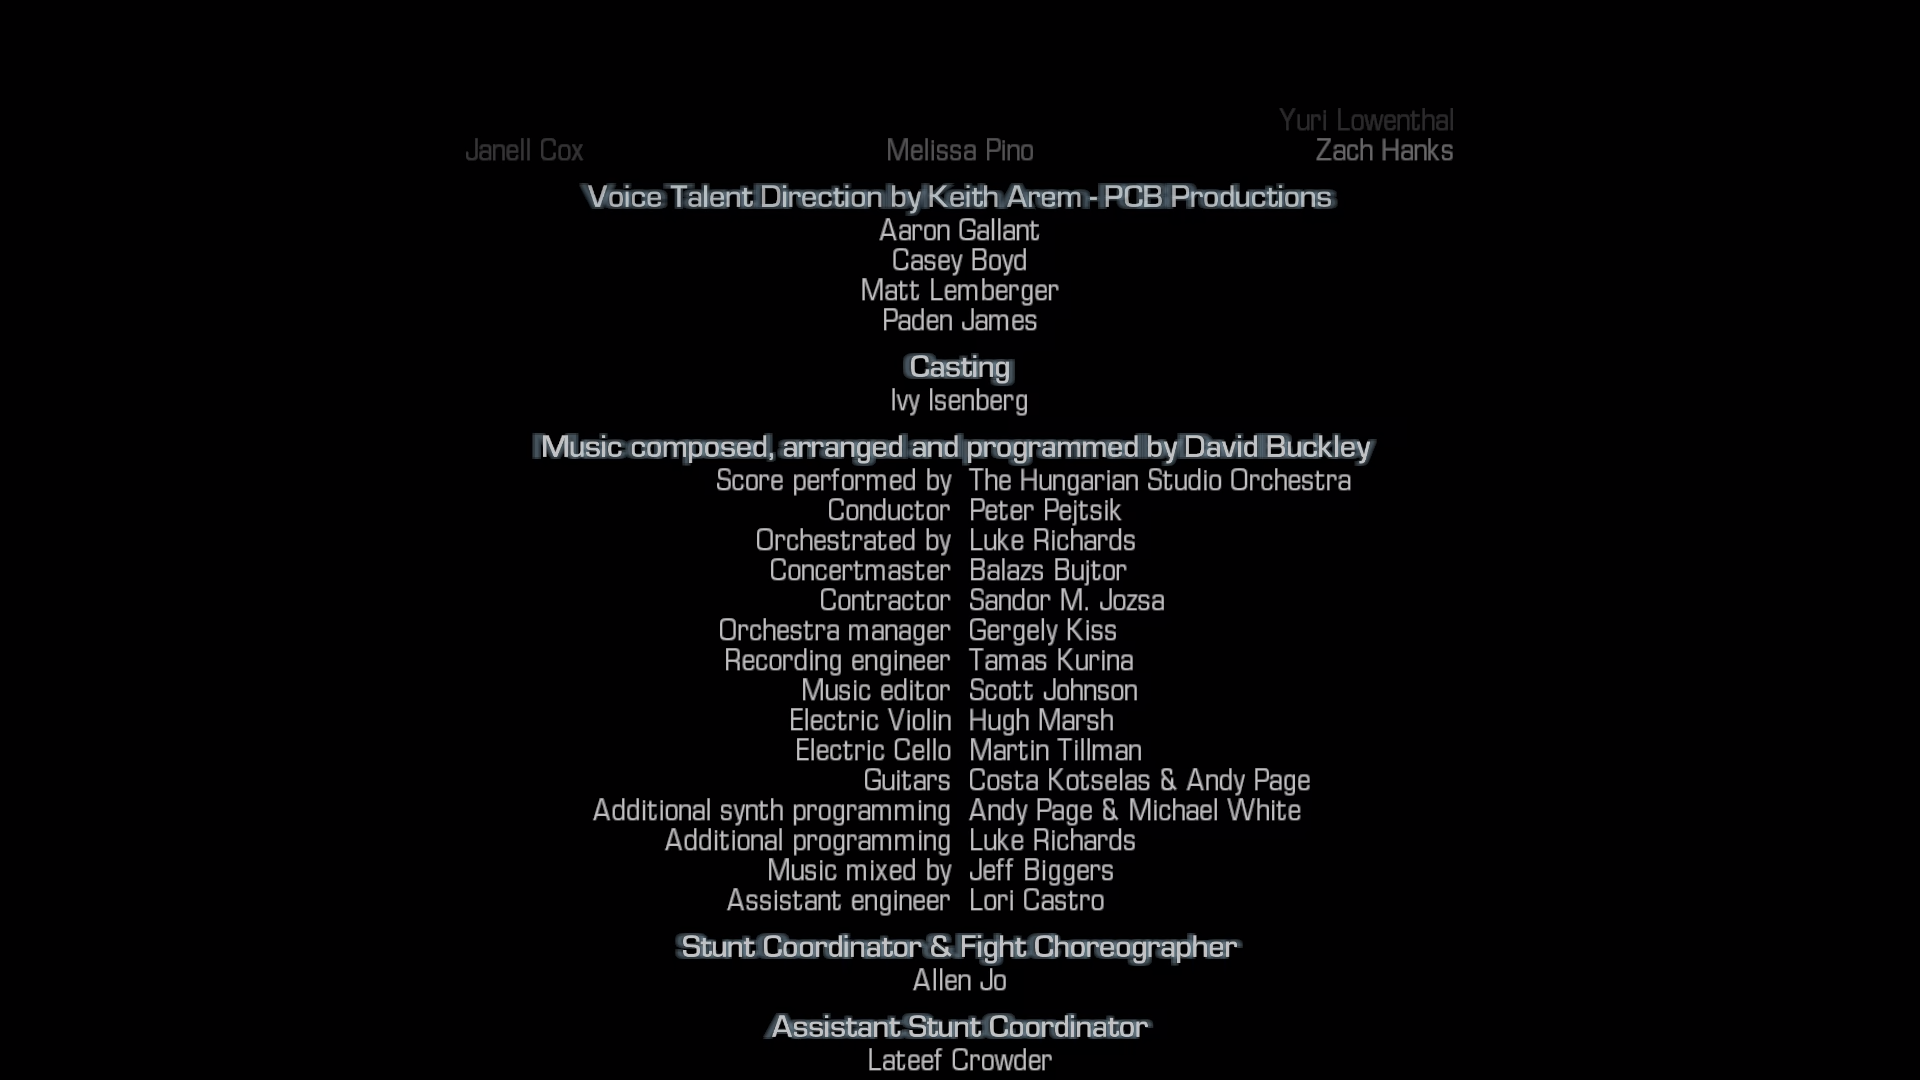 Yuri Lowenthal
Janell Cox Melissa Pino Zach Hanks
Voice Talent Direction by Keith Arem - PCB Productions
Aaron Gallant
Casey Boyd
Matt Lemberger
Paden James
Casting
Ivy Isenberg
Music composed, arranged and programmed by David Buckley
Score performed by The Hungarian Studio Orchestra
Conductor Peter Pejtsik
Orchestrated by Luke Richards
Concertmaster Balazs Bujtor
Contractor Sandor M. Jozsa
Orchestra manager Gergely Kiss
Recording engineer Tamas Kurina
Music editor Scott Johnson
Electric Violin Hugh Marsh
Electric Cello Martin Tillman
Guitars Costa Kotselas & Andy Page
Additional synth programming Andy Page & Michael White
Additional programming Luke Richards
Music mixed by Jeff Biggers
Assistant engineer Lori Castro
Stunt Coordinator & Fight Choreographer
Allen Jo
Assistant Stunt Coordinator
Lateef Crowder